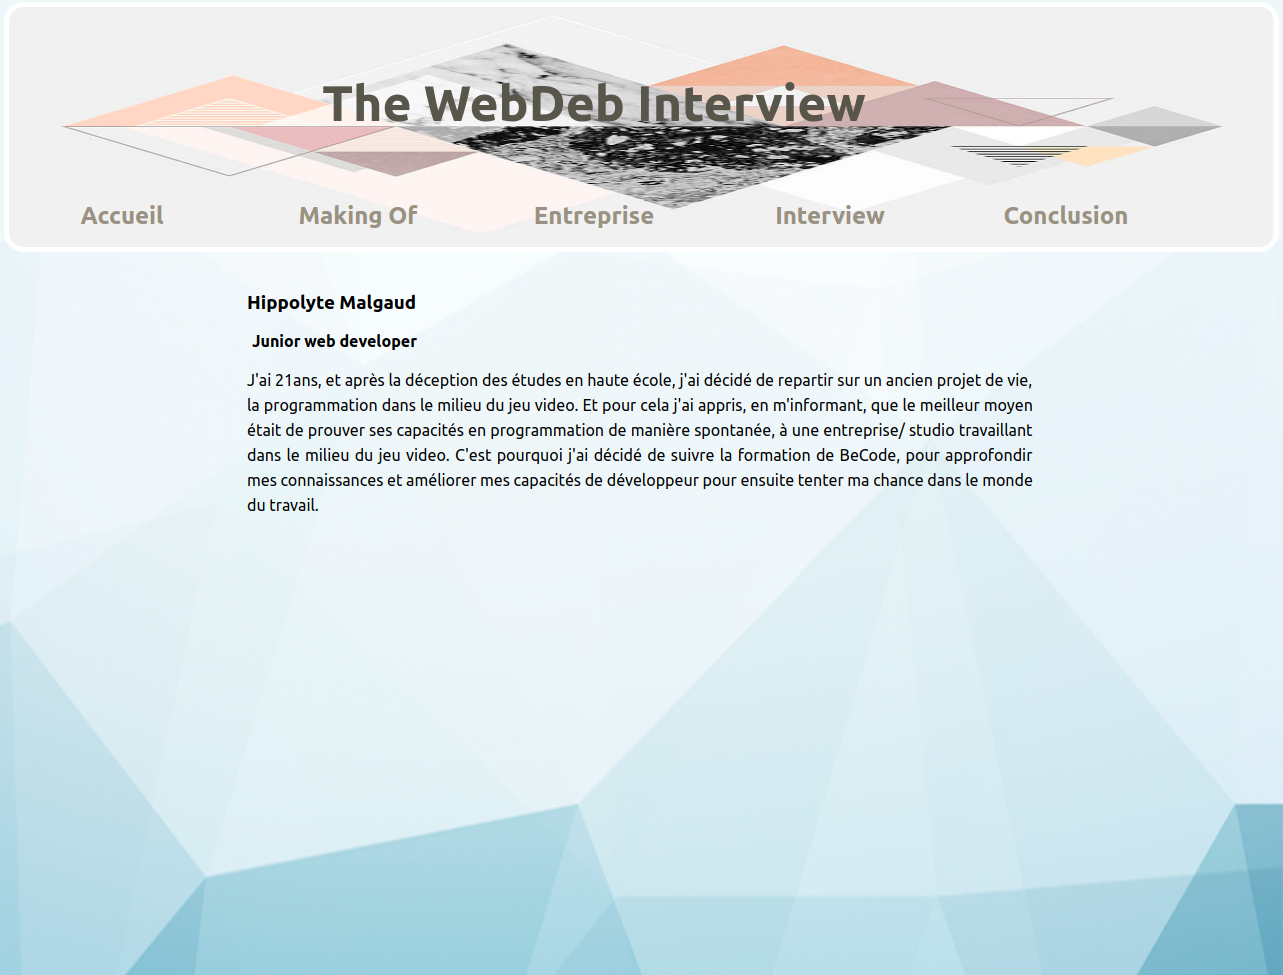 The WebDeb Interview
Accueil Making Of Entreprise Interview Conclusion
Hippolyte Malgaud
Junior web developer
J'ai 21ans, et après la déception des études en haute école, j'ai décidé de repartir sur un ancien projet de vie,
la programmation dans le milieu du jeu video. Et pour cela j'ai appris, en m'informant, que le meilleur moyen
était de prouver ses capacités en programmation de manière spontanée, à une entreprise/ studio travaillant
dans le milieu du jeu video. C'est pourquoi j'ai décidé de suivre la formation de BeCode, pour approfondir
mes connaissances et améliorer mes capacités de développeur pour ensuite tenter ma chance dans le monde
du travail.